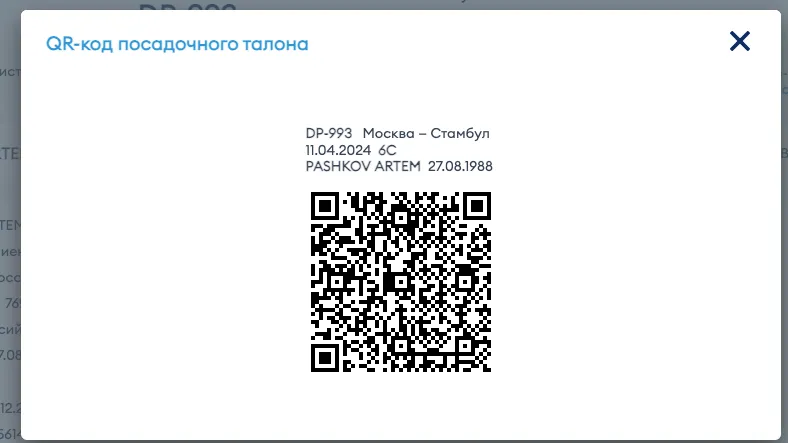 QR-код посадочного талона
DP-993 Москва – Стамбул
11.04.2024 6C
PASHKOV ARTEM 27.08.1988